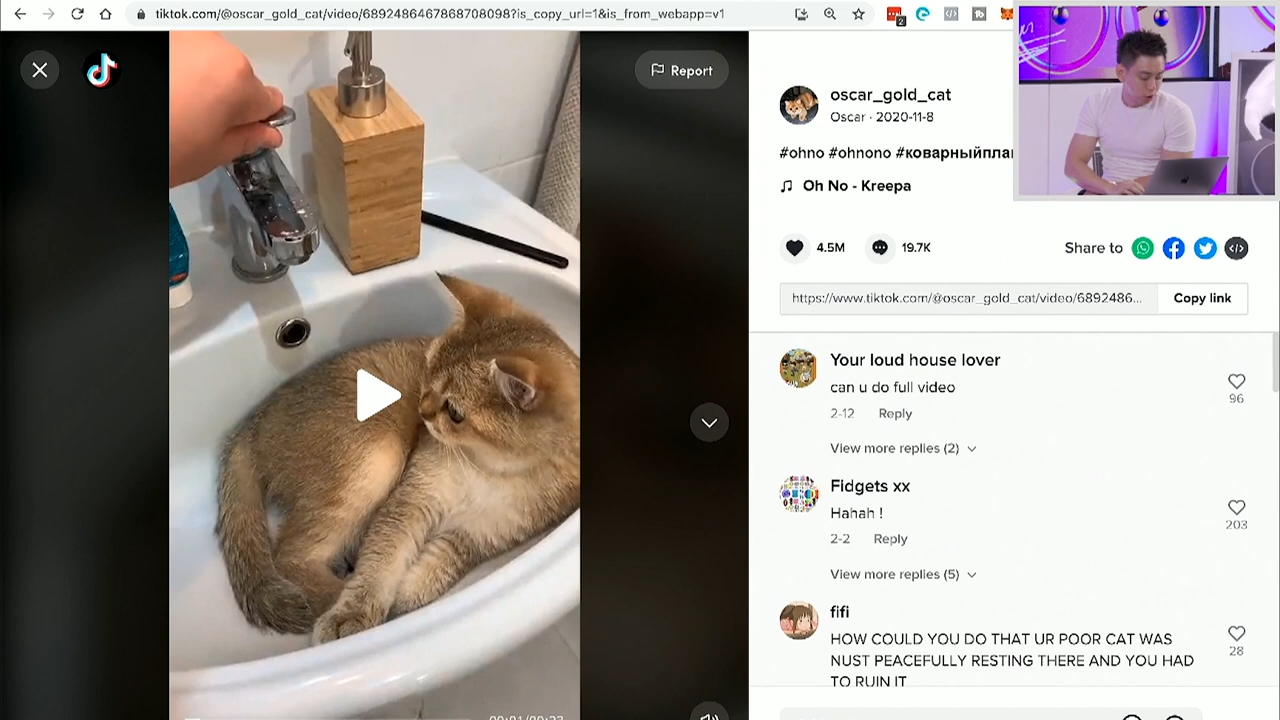 tiktok.com/@oscar_gold_cat/video/6892486467868708098?is_copy_url=1&is_from_webapp=v1
2
Report
oscar_gold_cat
Oscar · 2020-11-8
#ohno #ohnono #коварныйплан
Oh No - Kreepa
4.5M
19.7K
Share to
https://www.tiktok.com/@oscar_gold_cat/video/6892486...
Copy link
Your loud house lover
can u do full video
96
2-12 Reply
View more replies (2)
Fidgets xx
Hahah !
203
2-2 Reply
View more replies (5)
fifi
HOW COULD YOU DO THAT UR POOR CAT WAS
NUST PEACEFULLY RESTING THERE AND YOU HAD
TO RUIN IT
28